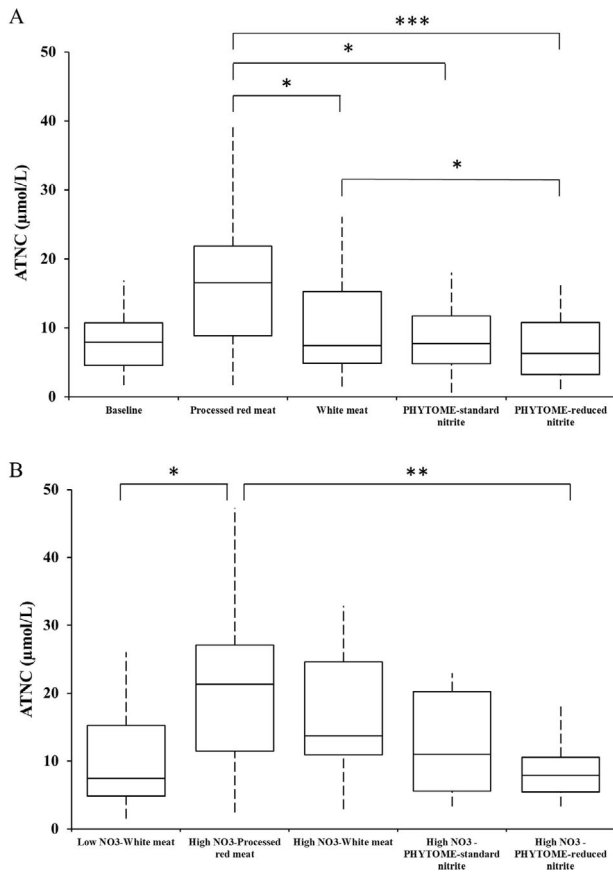 A
***
*
*
*
ATNC (µmol/L)
50
40
30
20
10
0
Baseline
Processed red meat
White meat
PHYTOME-standard
nitrite
PHYTOME-reduced
nitrite
B
*
**
ATNC (µmol/L)
50
40
30
20
10
0
Low NO3-White meat
High NO3-Processed
red meat
High NO3-White meat
High NO3 -
PHYTOME-standard
nitrite
High NO3 -
PHYTOME-reduced
nitrite